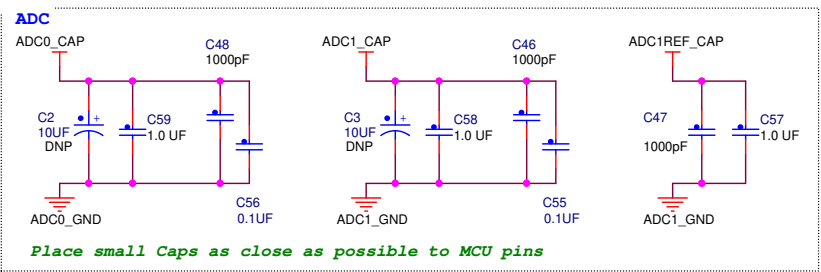 ADC
ADC0_CAP
C48
1000pF
C2
10UF
DNP
+
C59
1.0 UF
C56
0.1UF
ADC0_GND
ADC1_CAP
C46
1000pF
C3
10UF
DNP
+
C58
1.0 UF
C55
0.1UF
ADC1_GND
ADC1REF_CAP
C47
1000pF
C57
1.0 UF
ADC1_GND
Place small Caps as close as possible to MCU pins